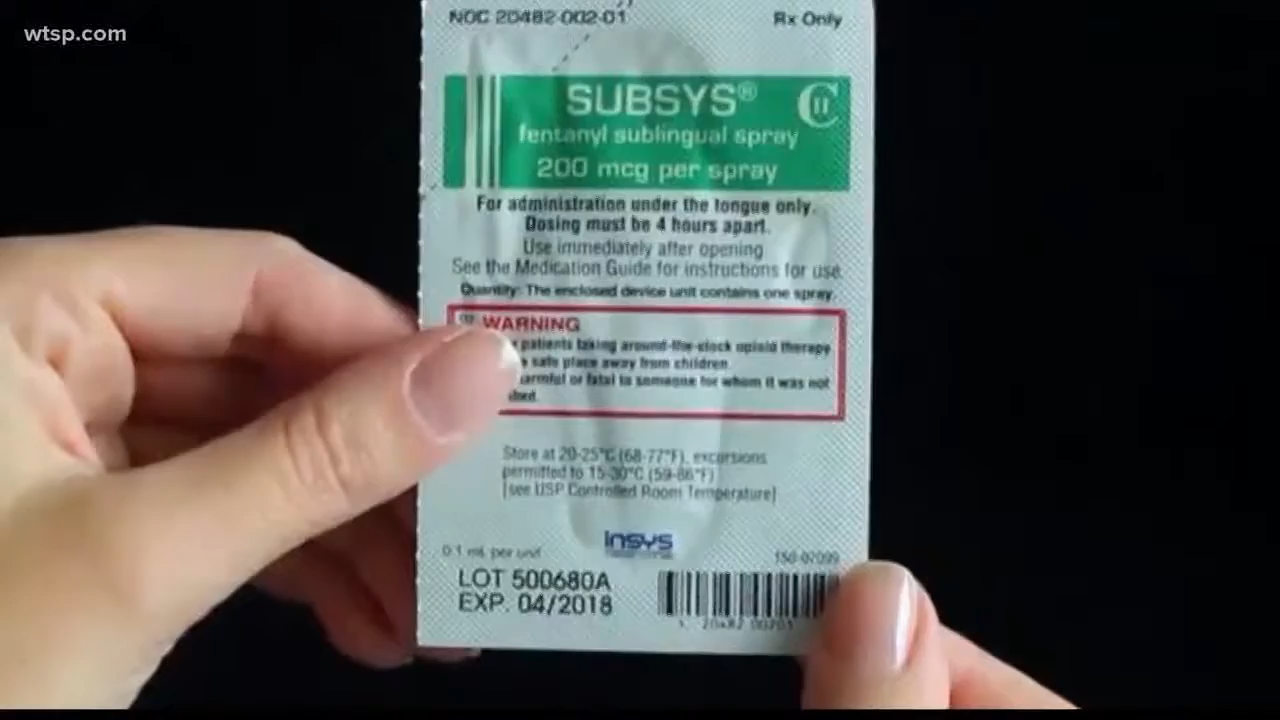 wtsp.com
NDC 20482-002-01 Rx Only
SUBSYS® CII
fentanyl sublingual spray
200 mcg per spray
For administration under the tongue only.
Dosing must be 4 hours apart.
Use immediately after opening
See the Medication Guide for instructions for use.
Quantity: The enclosed device unit contains one spray.
WARNING
patients taking around-the-clock opioid therapy
safe place away from children.
or fatal to someone for whom it was not
Store at 20-25°C (68-77°F), excursions
permitted to 15-30°C (59-86°F)
[see USP Controlled Room Temperature]
insys
0.1 mL per unit
LOT 500680A
EXP. 04/2018